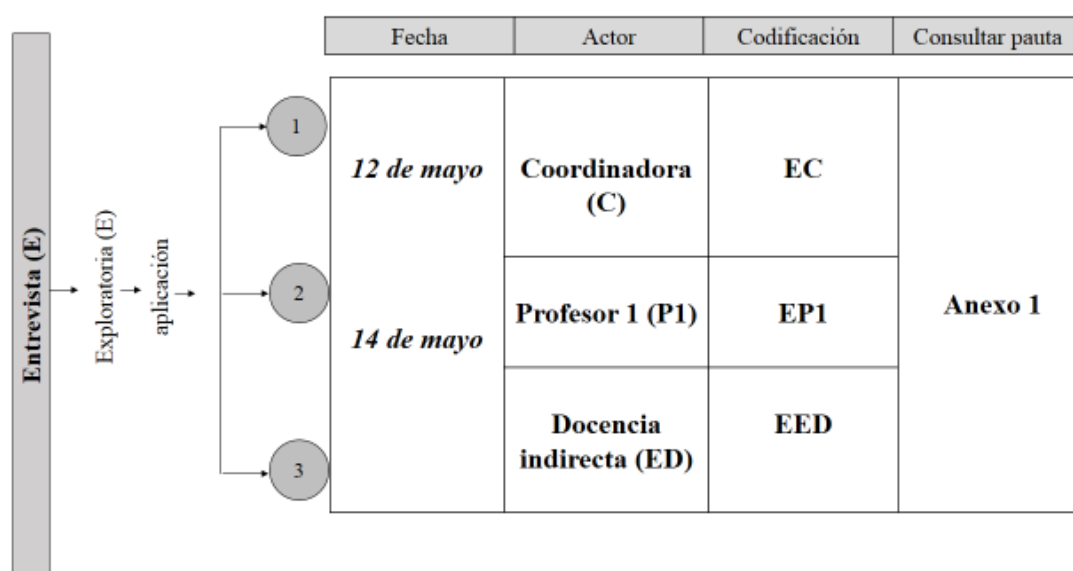 Fecha
Actor
Codificación
Consultar pauta
Entrevista (E)
Exploratoria (E)
aplicación
1
12 de mayo
Coordinadora
(C)
EC
2
14 de mayo
Profesor 1 (P1)
EP1
Anexo 1
3
Docencia
indirecta (ED)
EED